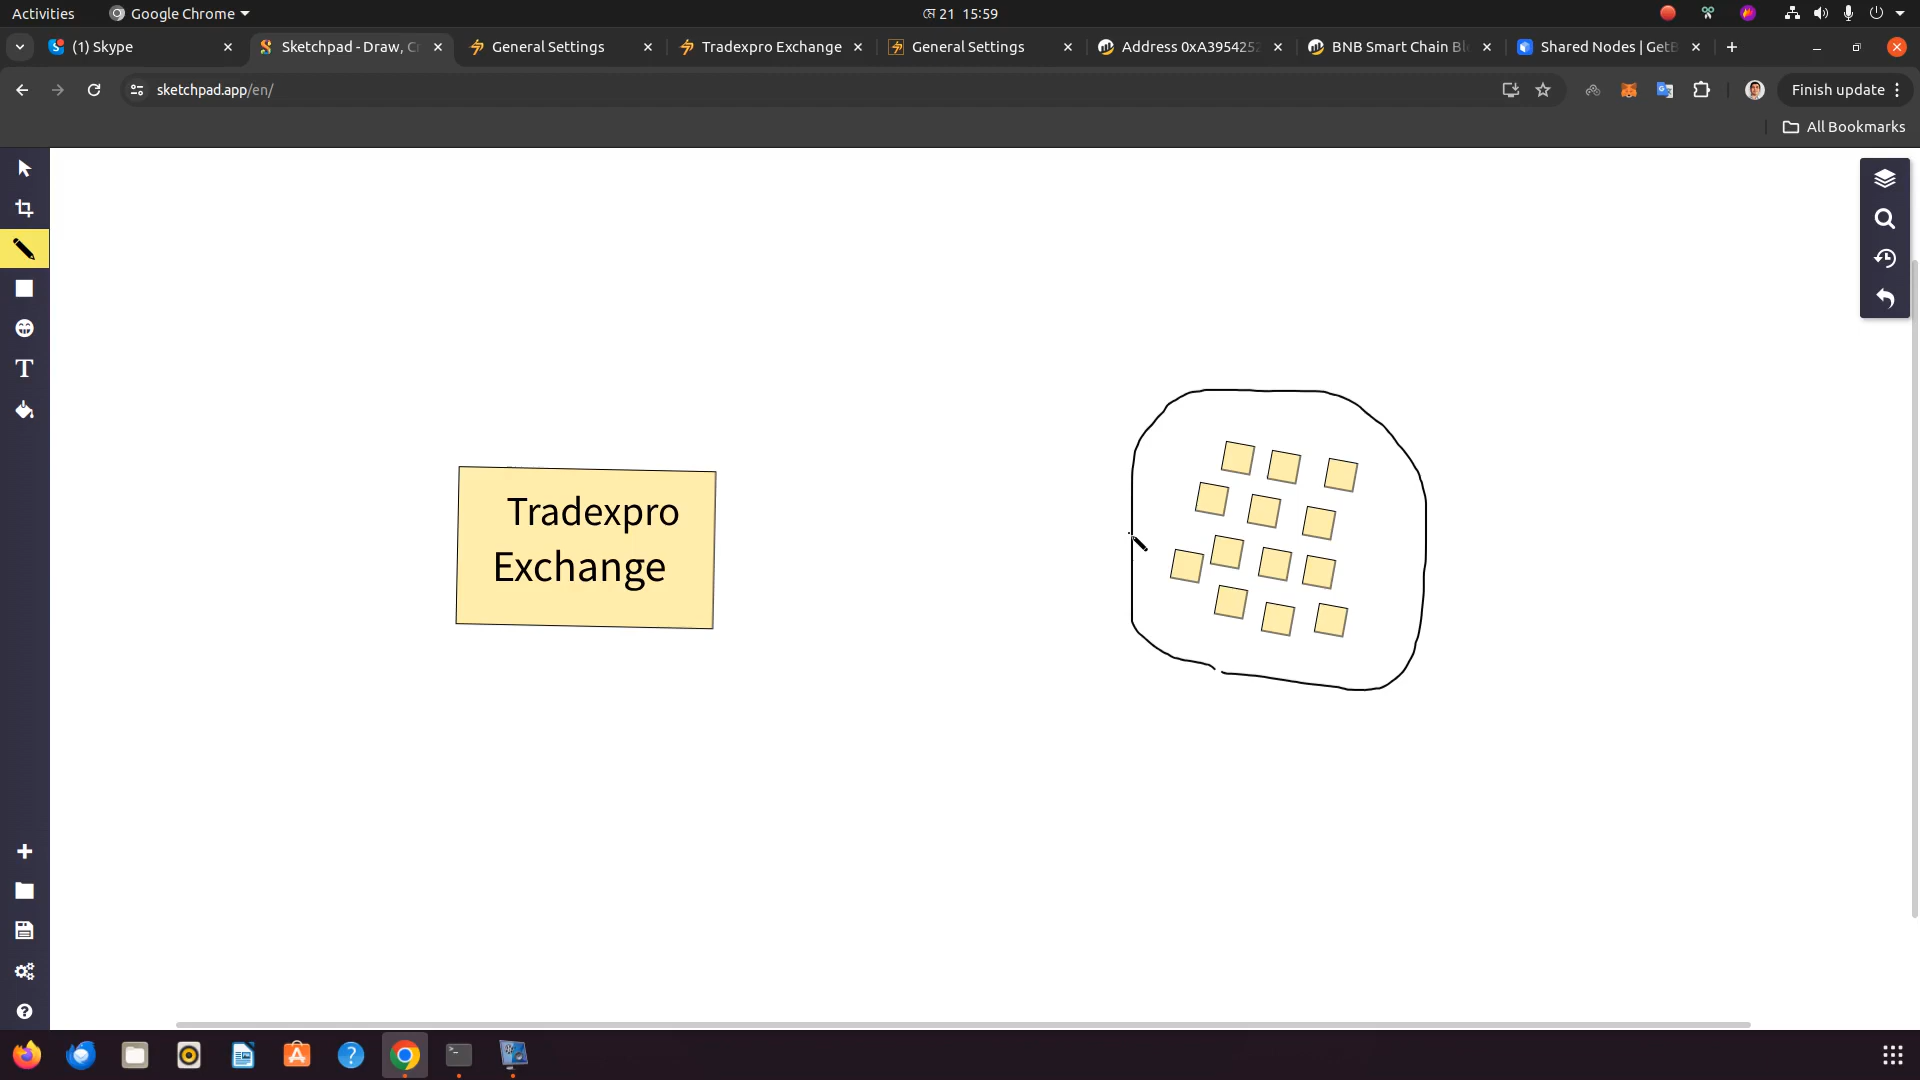 Activities
Google Chrome
মে 21 15:59
(1) Skype
Sketchpad - Draw, C
General Settings
Tradexpro Exchange
General Settings
Address 0xA395425
BNB Smart Chain Bl
Shared Nodes | GetB
sketchpad.app/en/
Finish update
All Bookmarks
Tradexpro
Exchange